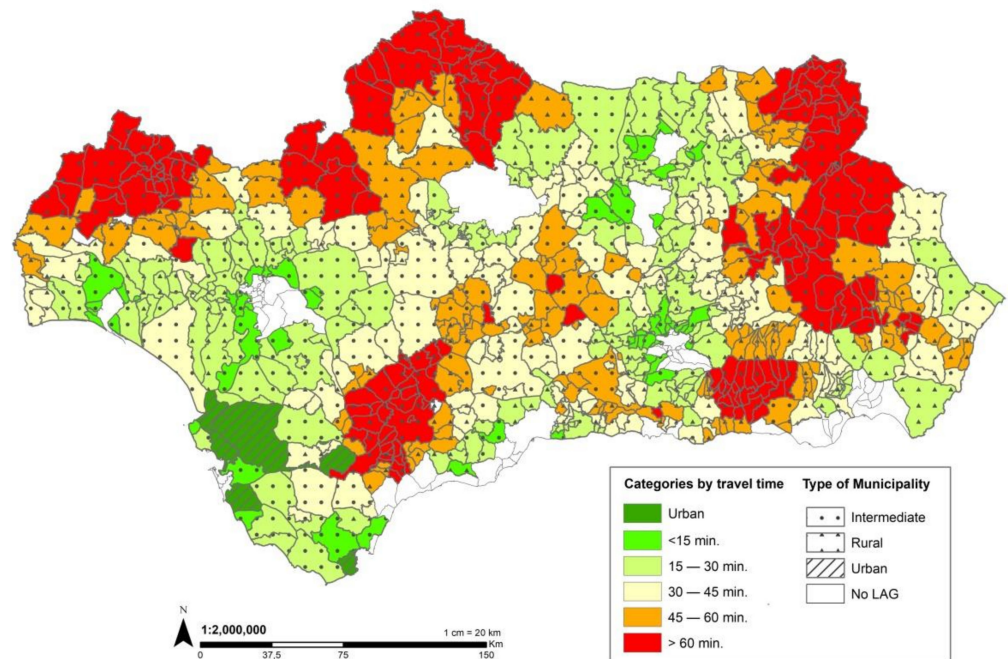 Categories by travel time
Urban
<15 min.
15 — 30 min.
30 — 45 min.
45 — 60 min.
> 60 min.
Type of Municipality
Intermediate
Rural
Urban
No LAG
N
1:2,000,000
1 cm = 20 km
Km
0 37,5 75 150